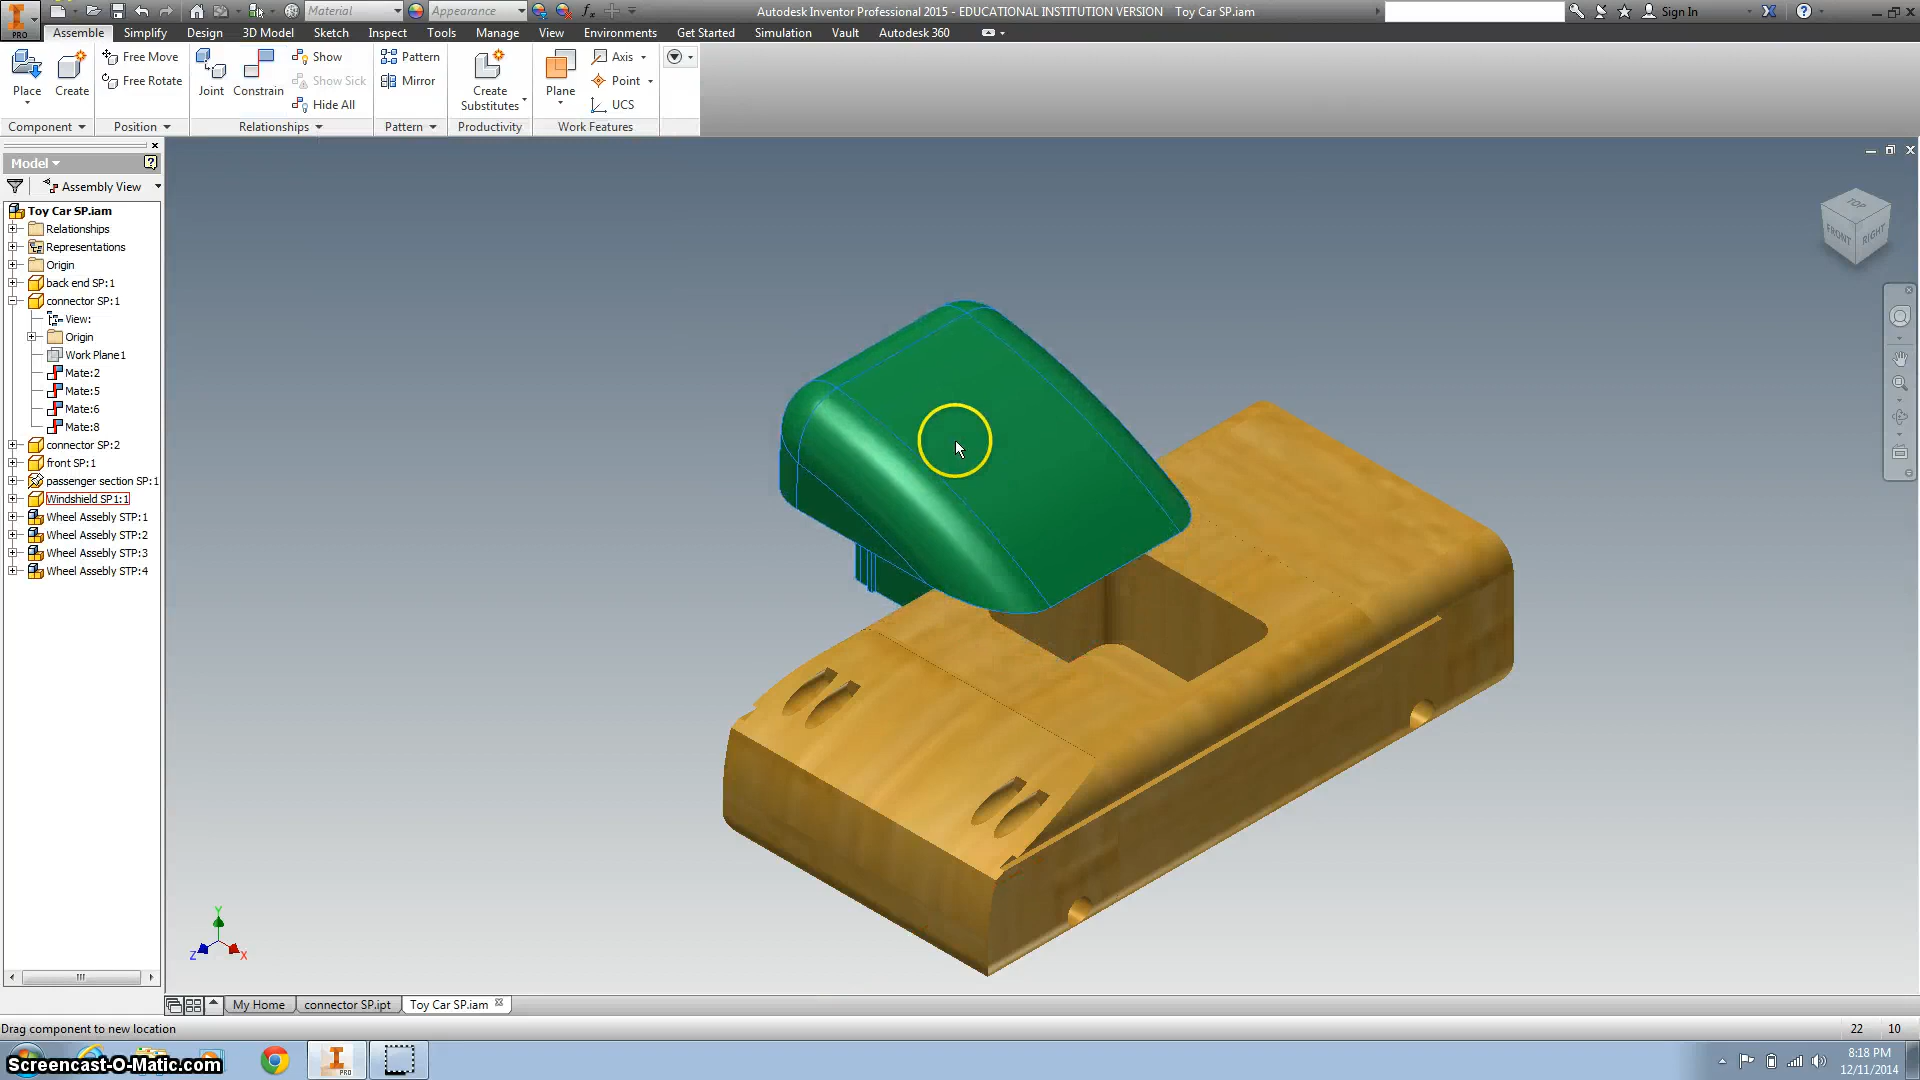 Material
Appearance
Autodesk Inventor Professional 2015 - EDUCATIONAL INSTITUTION VERSION Toy Car SP.iam
Sign In
PRO
Assemble Simplify Design 3D Model Sketch Inspect Tools Manage View Environments Get Started Simulation Vault Autodesk 360
Place
Create
Free Move
Free Rotate
Joint
Constrain
Show
Show Sick
Hide All
Pattern
Mirror
Create
Substitutes
Plane
Axis
Point
UCS
Component
Position
Relationships
Pattern
Productivity
Work Features
Model
Assembly View
Toy Car SP.iam
Relationships
Representations
Origin
back end SP:1
connector SP:1
View:
Origin
Work Plane1
Mate:2
Mate:5
Mate:6
Mate:8
connector SP:2
front SP:1
passenger section SP:1
Windshield SP1:1
Wheel Assebly STP:1
Wheel Assebly STP:2
Wheel Assebly STP:3
Wheel Assebly STP:4
TOP
FRONT
RIGHT
Y
Z
X
My Home
connector SP.ipt
Toy Car SP.iam
Drag component to new location
22 10
Screencast-O-Matic.com
PRO
8:18 PM
12/11/2014